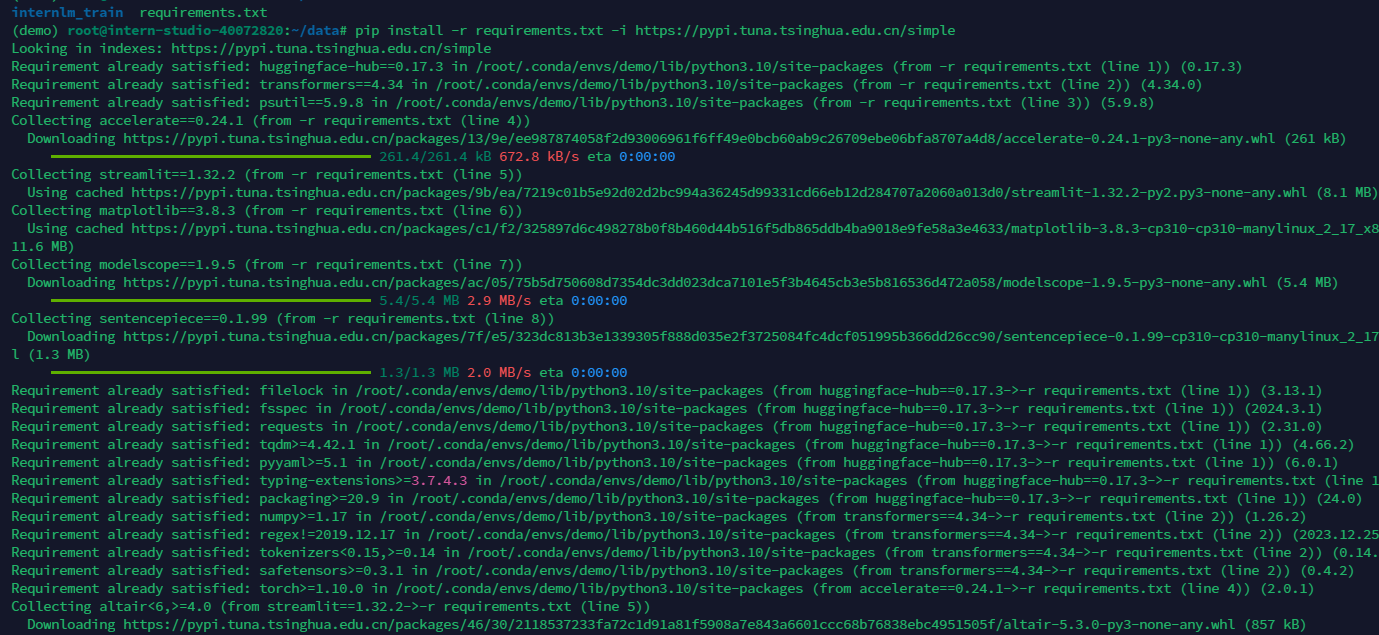 internlm_train  requirements.txt
(demo) root@intern-studio-40072820:~/data# pip install -r requirements.txt -i https://pypi.tuna.tsinghua.edu.cn/simple
Looking in indexes: https://pypi.tuna.tsinghua.edu.cn/simple
Requirement already satisfied: huggingface-hub==0.17.3 in /root/.conda/envs/demo/lib/python3.10/site-packages (from -r requirements.txt (line 1)) (0.17.3)
Requirement already satisfied: transformers==4.34 in /root/.conda/envs/demo/lib/python3.10/site-packages (from -r requirements.txt (line 2)) (4.34.0)
Requirement already satisfied: psutil==5.9.8 in /root/.conda/envs/demo/lib/python3.10/site-packages (from -r requirements.txt (line 3)) (5.9.8)
Collecting accelerate==0.24.1 (from -r requirements.txt (line 4))
  Downloading https://pypi.tuna.tsinghua.edu.cn/packages/13/9e/ee987874058f2d93006961f6ff49e0bcb60ab9c26709ebe06bfa8707a4d8/accelerate-0.24.1-py3-none-any.whl (261 kB)
261.4/261.4 kB 672.8 kB/s eta 0:00:00
Collecting streamlit==1.32.2 (from -r requirements.txt (line 5))
  Using cached https://pypi.tuna.tsinghua.edu.cn/packages/9b/ea/7219c01b5e92d02d2bc994a36245d99331cd66eb12d284707a2060a013d0/streamlit-1.32.2-py2.py3-none-any.whl (8.1 MB)
Collecting matplotlib==3.8.3 (from -r requirements.txt (line 6))
  Using cached https://pypi.tuna.tsinghua.edu.cn/packages/c1/f2/325897d6c498278b0f8b460d44b516f5db865ddb4ba9018e9fe58a3e4633/matplotlib-3.8.3-cp310-cp310-manylinux_2_17_x8
11.6 MB)
Collecting modelscope==1.9.5 (from -r requirements.txt (line 7))
  Downloading https://pypi.tuna.tsinghua.edu.cn/packages/ac/05/75b5d750608d7354dc3dd023dca7101e5f3b4645cb3e5b816536d472a058/modelscope-1.9.5-py3-none-any.whl (5.4 MB)
5.4/5.4 MB 2.9 MB/s eta 0:00:00
Collecting sentencepiece==0.1.99 (from -r requirements.txt (line 8))
  Downloading https://pypi.tuna.tsinghua.edu.cn/packages/7f/e5/323dc813b3e1339305f888d035e2f3725084fc4dcf051995b366dd26cc90/sentencepiece-0.1.99-cp310-cp310-manylinux_2_17
l (1.3 MB)
1.3/1.3 MB 2.0 MB/s eta 0:00:00
Requirement already satisfied: filelock in /root/.conda/envs/demo/lib/python3.10/site-packages (from huggingface-hub==0.17.3->-r requirements.txt (line 1)) (3.13.1)
Requirement already satisfied: fsspec in /root/.conda/envs/demo/lib/python3.10/site-packages (from huggingface-hub==0.17.3->-r requirements.txt (line 1)) (2024.3.1)
Requirement already satisfied: requests in /root/.conda/envs/demo/lib/python3.10/site-packages (from huggingface-hub==0.17.3->-r requirements.txt (line 1)) (2.31.0)
Requirement already satisfied: tqdm>=4.42.1 in /root/.conda/envs/demo/lib/python3.10/site-packages (from huggingface-hub==0.17.3->-r requirements.txt (line 1)) (4.66.2)
Requirement already satisfied: pyyaml>=5.1 in /root/.conda/envs/demo/lib/python3.10/site-packages (from huggingface-hub==0.17.3->-r requirements.txt (line 1)) (6.0.1)
Requirement already satisfied: typing-extensions>=3.7.4.3 in /root/.conda/envs/demo/lib/python3.10/site-packages (from huggingface-hub==0.17.3->-r requirements.txt (line 1
Requirement already satisfied: packaging>=20.9 in /root/.conda/envs/demo/lib/python3.10/site-packages (from huggingface-hub==0.17.3->-r requirements.txt (line 1)) (24.0)
Requirement already satisfied: numpy>=1.17 in /root/.conda/envs/demo/lib/python3.10/site-packages (from transformers==4.34->-r requirements.txt (line 2)) (1.26.2)
Requirement already satisfied: regex!=2019.12.17 in /root/.conda/envs/demo/lib/python3.10/site-packages (from transformers==4.34->-r requirements.txt (line 2)) (2023.12.25
Requirement already satisfied: tokenizers<0.15,>=0.14 in /root/.conda/envs/demo/lib/python3.10/site-packages (from transformers==4.34->-r requirements.txt (line 2)) (0.14.
Requirement already satisfied: safetensors>=0.3.1 in /root/.conda/envs/demo/lib/python3.10/site-packages (from transformers==4.34->-r requirements.txt (line 2)) (0.4.2)
Requirement already satisfied: torch>=1.10.0 in /root/.conda/envs/demo/lib/python3.10/site-packages (from accelerate==0.24.1->-r requirements.txt (line 4)) (2.0.1)
Collecting altair<6,>=4.0 (from streamlit==1.32.2->-r requirements.txt (line 5))
  Downloading https://pypi.tuna.tsinghua.edu.cn/packages/46/30/2118537233fa72c1d91a81f5908a7e843a6601ccc68b76838ebc4951505f/altair-5.3.0-py3-none-any.whl (857 kB)